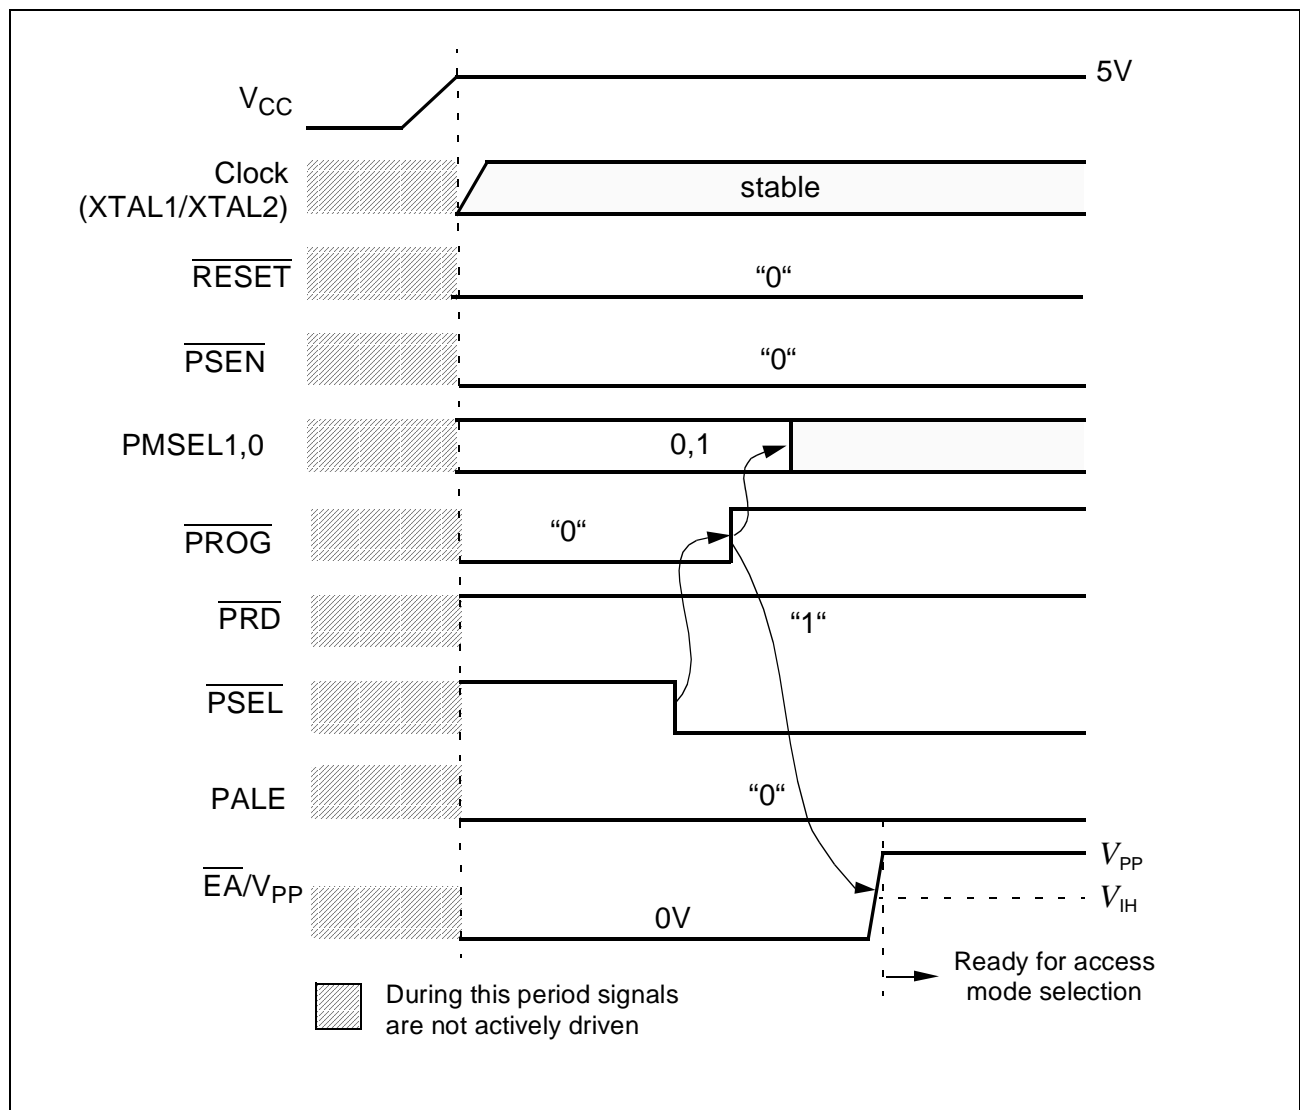 5V
VCC
Clock
(XTAL1/XTAL2)
stable
RESET
“0“
PSEN
“0“
PMSEL1,0
0,1
PROG
“0“
PRD
“1“
PSEL
PALE
“0“
EA/VPP
0V
VPP
VIH
Ready for access
mode selection
During this period signals
are not actively driven